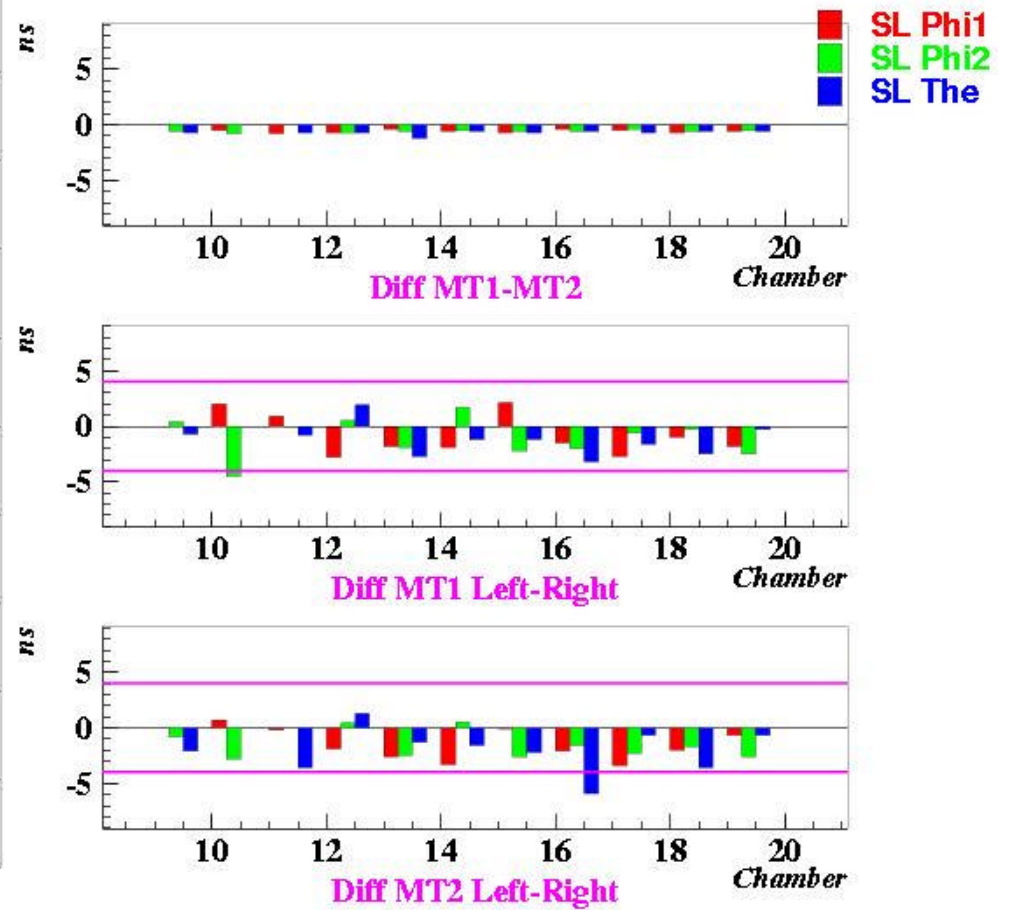 SL Phi1
SL Phi2
SL The
ns
5
0
-5
10 12 14 16 18 20
Chamber
Diff MT1-MT2
ns
5
0
-5
10 12 14 16 18 20
Chamber
Diff MT1 Left-Right
ns
5
0
-5
10 12 14 16 18 20
Chamber
Diff MT2 Left-Right